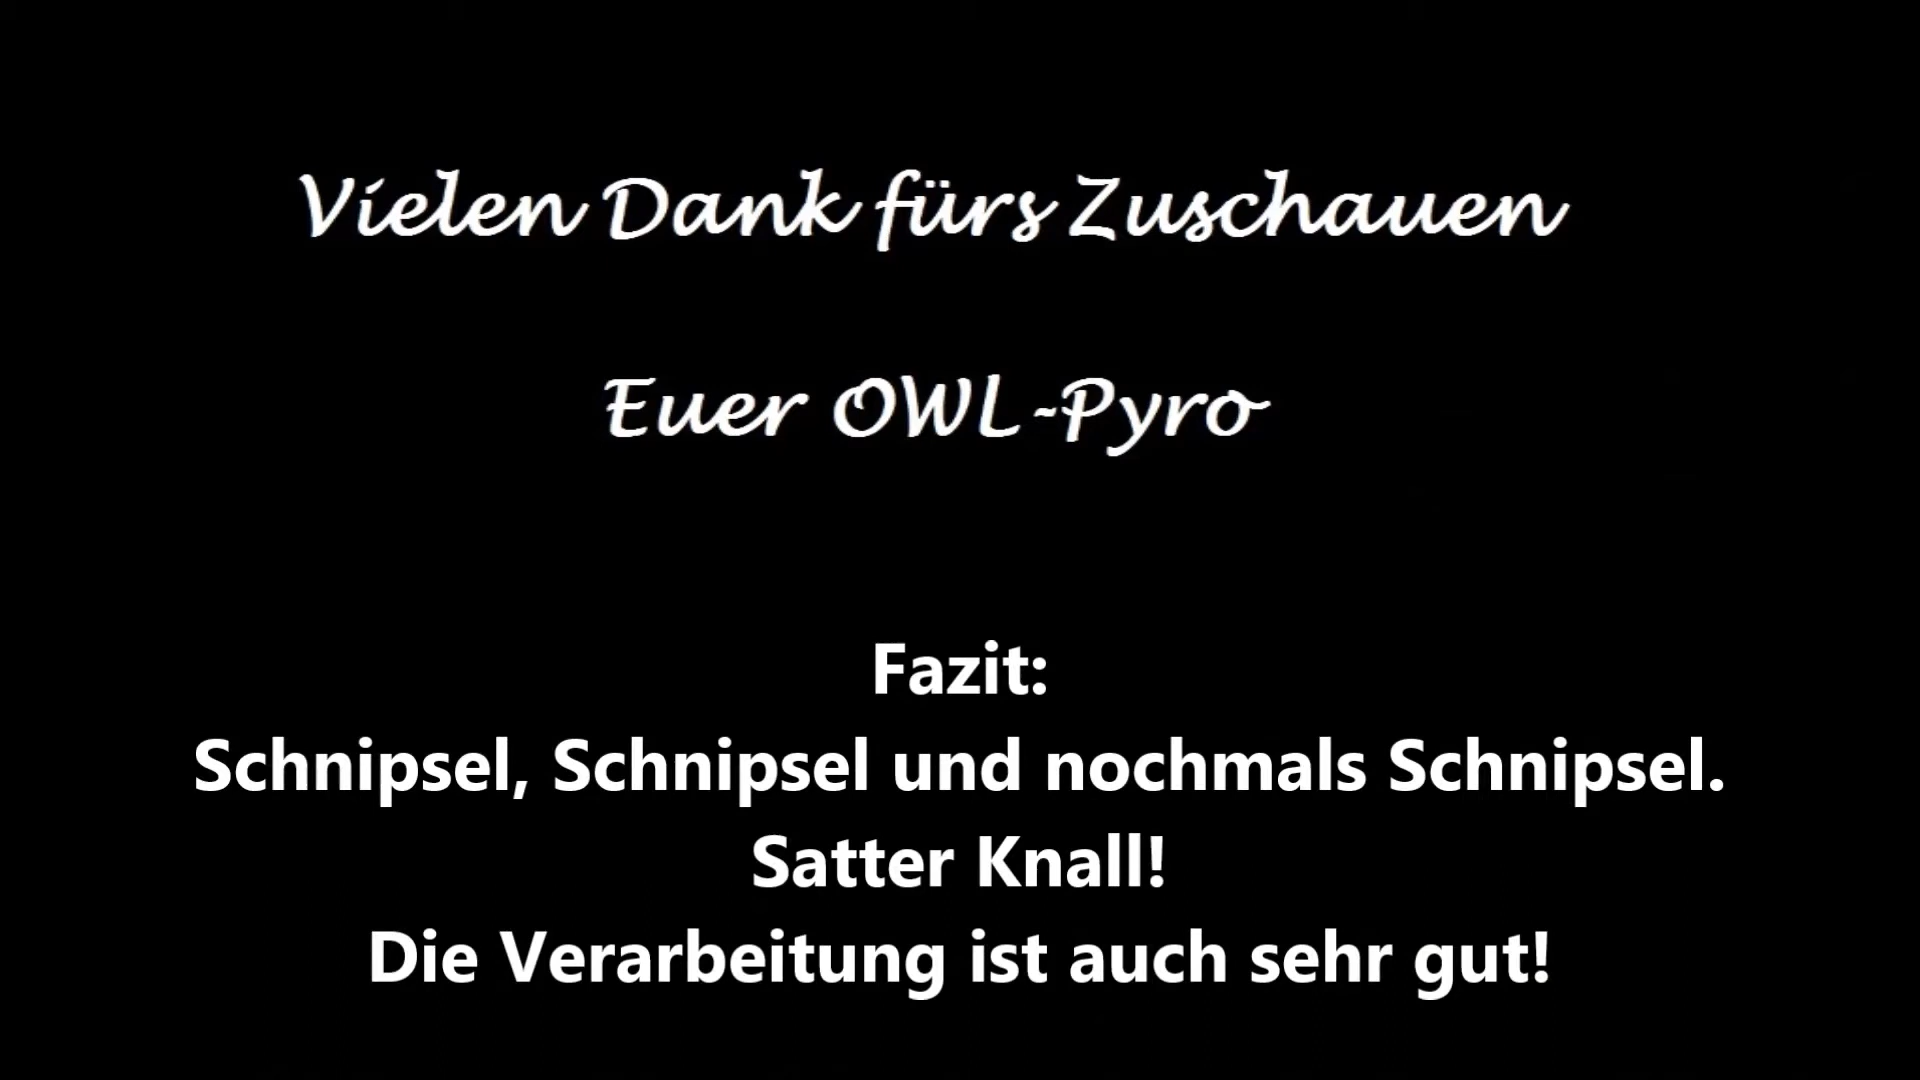 Vielen Dank fürs Zuschauen
Euer OWL-Pyro
Fazit:
Schnipsel, Schnipsel und nochmals Schnipsel.
Satter Knall!
Die Verarbeitung ist auch sehr gut!